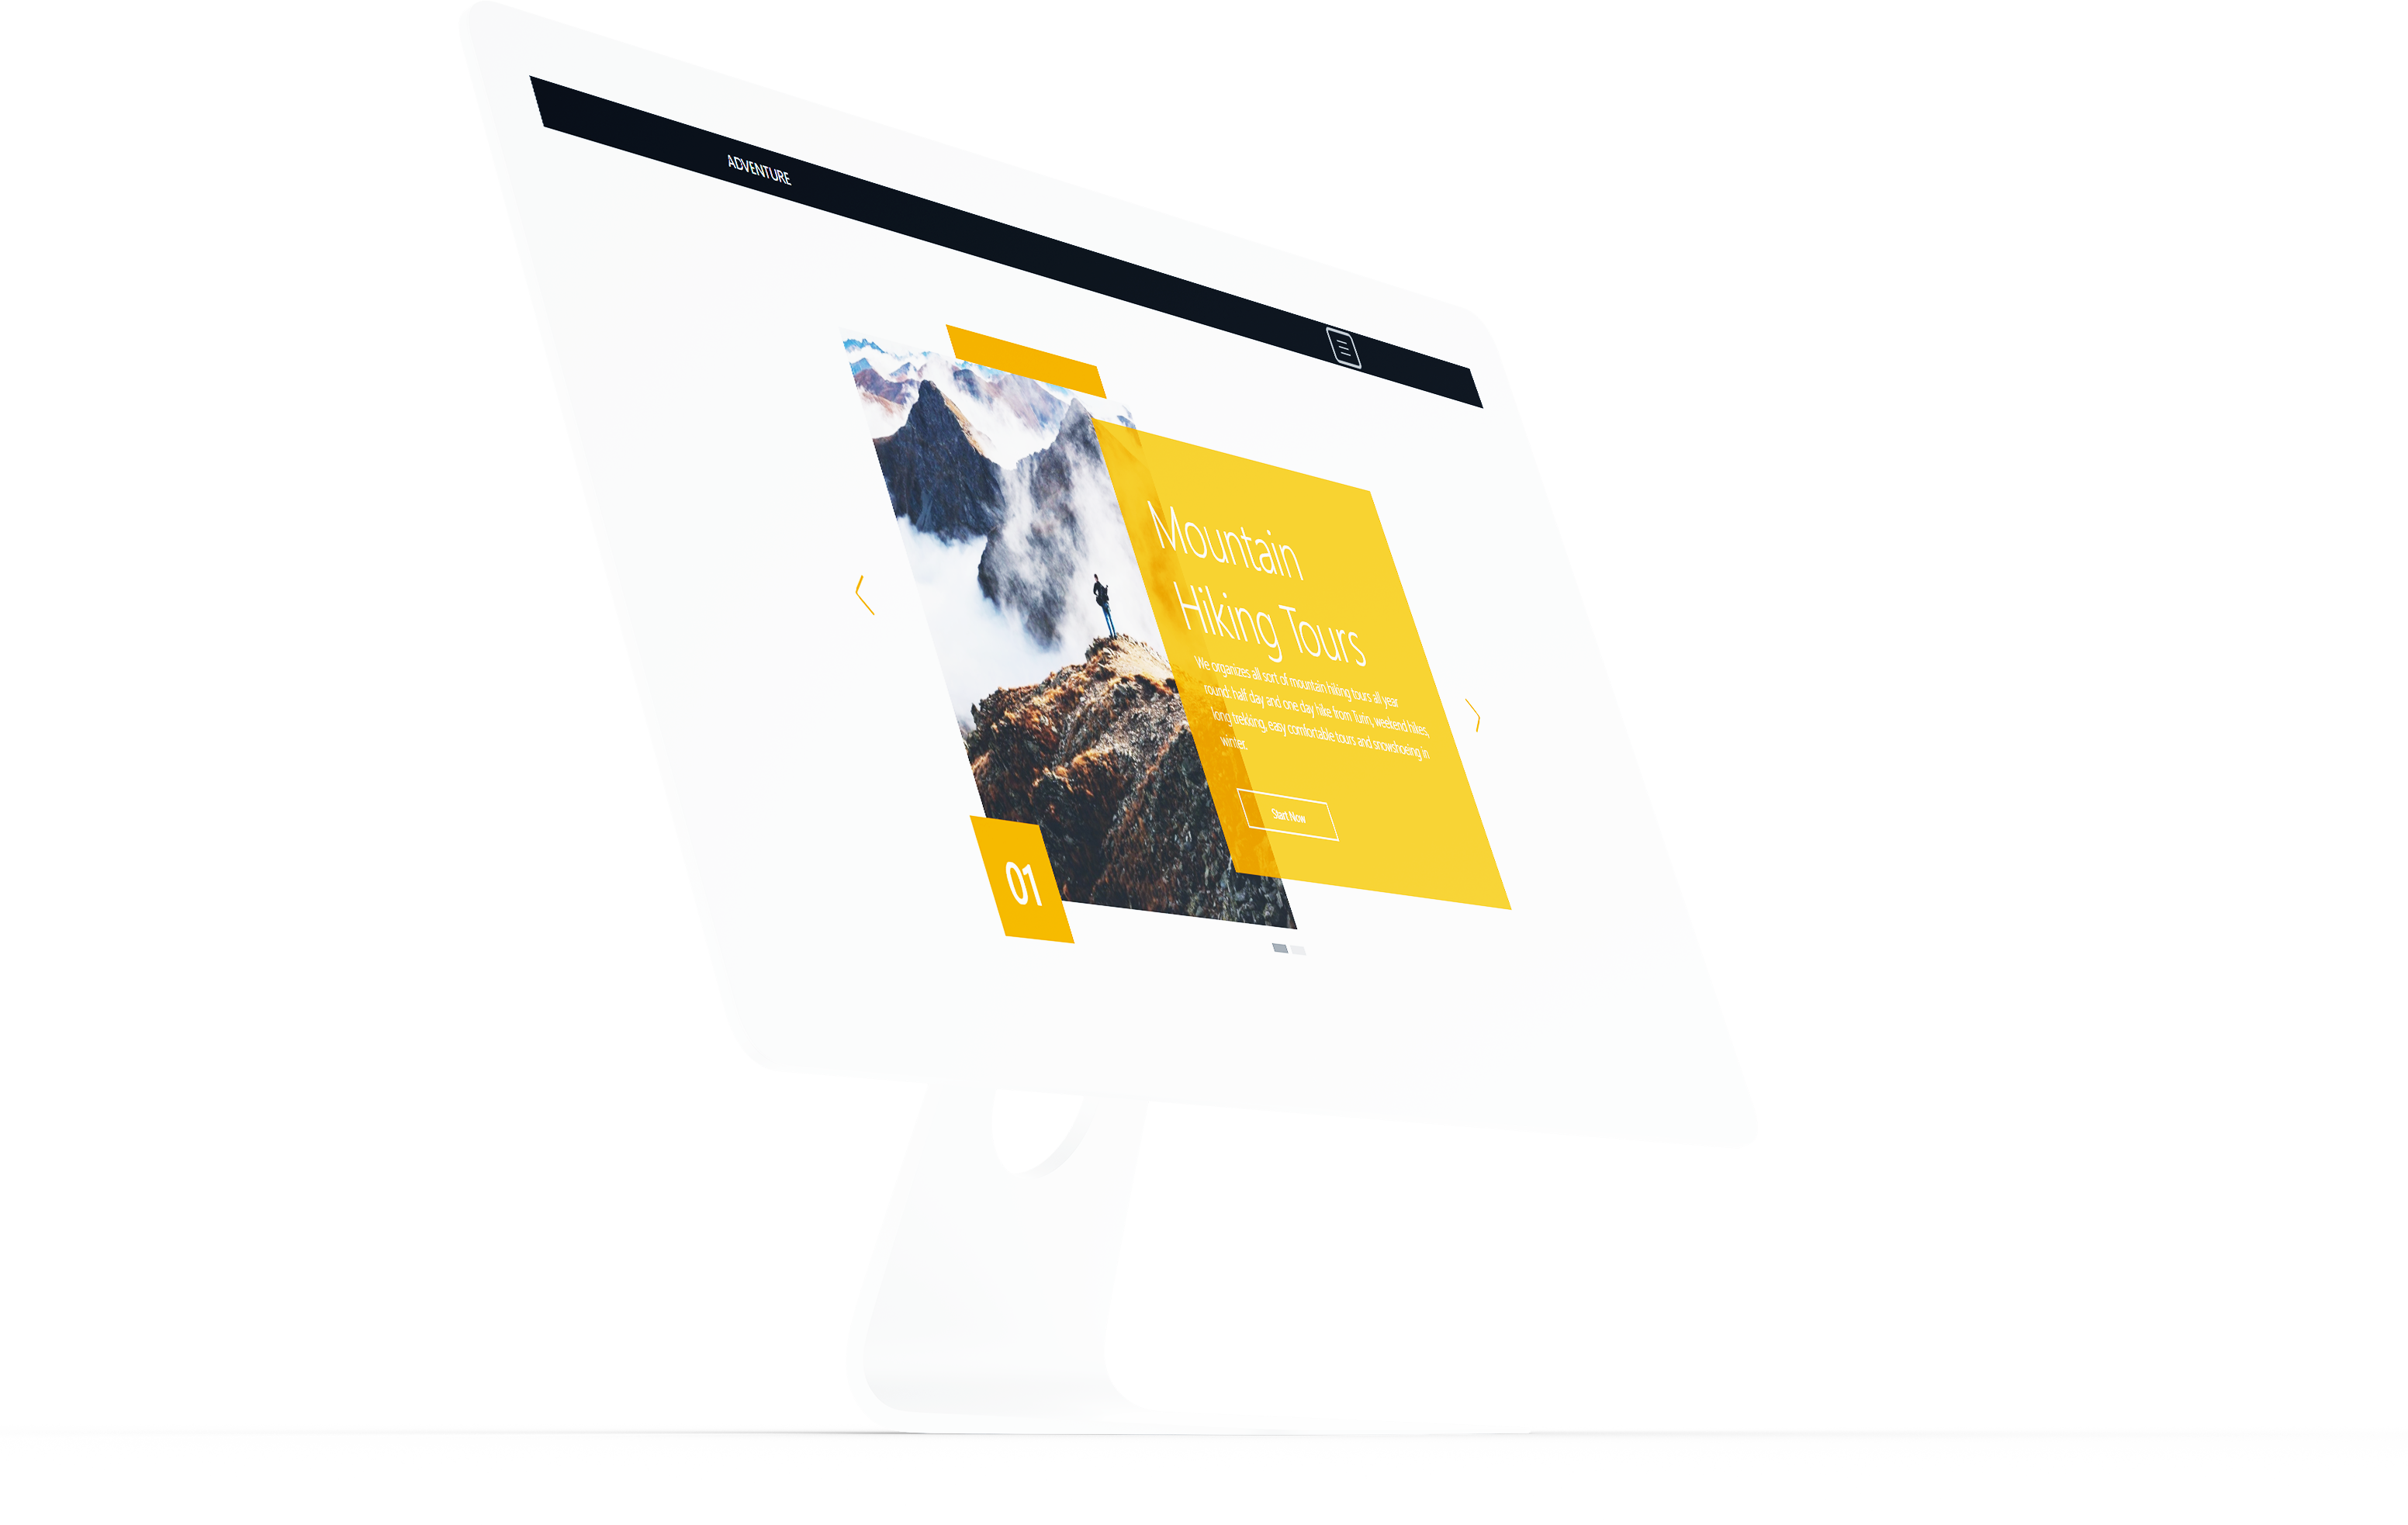 ADVENTURE
Mountain
Hiking Tours
We organizes all sort of mountain hiking tours all year
round: half day and one day hike from Turin, weekend hikes,
long trekking, easy comfortable tours and snowshoeing in
winter.
Start Now
01